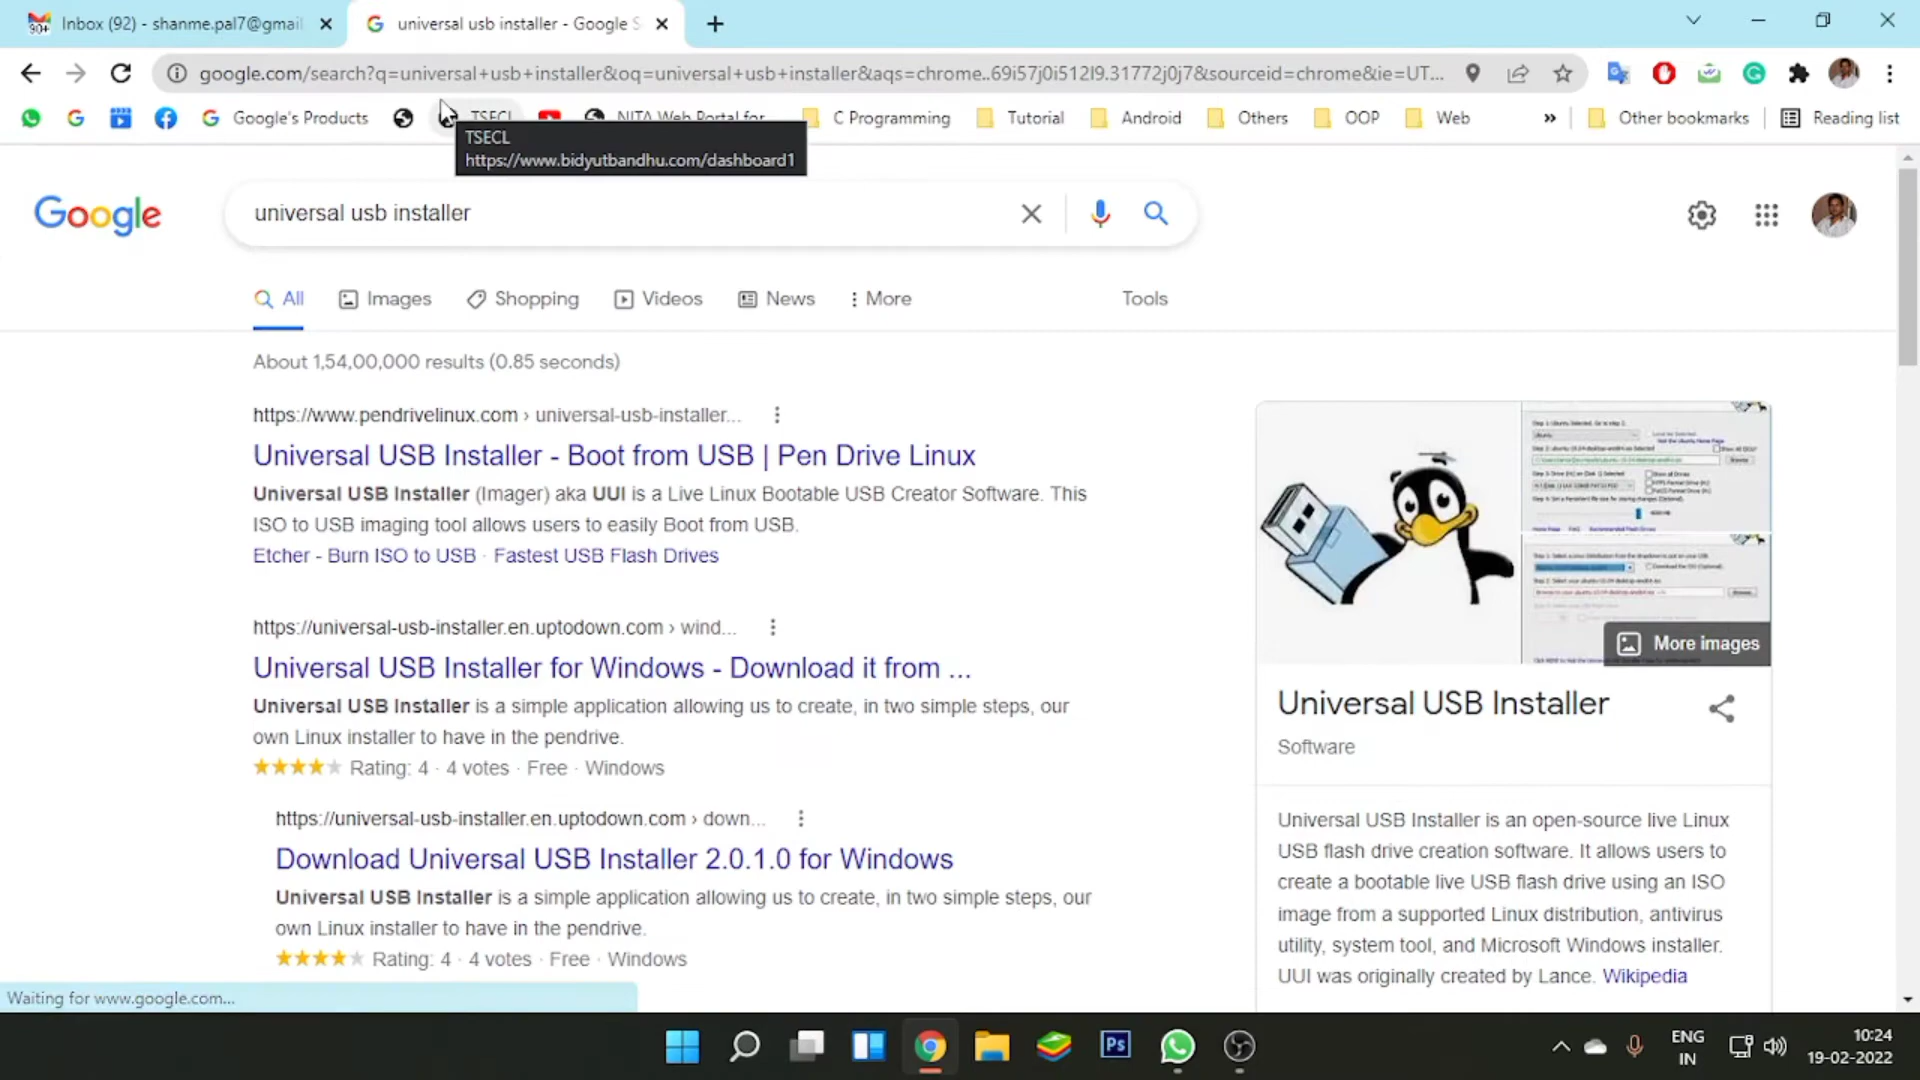 Inbox (92) - shanme.pal7@gmail
universal usb installer - Google S
google.com/search?q=universal+usb+installer&oq=universal+usb+installer&aqs=chrome..69i57j0i512l9.31772j0j7&sourceid=chrome&ie=UT...
Google's Products
TSECL
NITA Web Portal for
C Programming
Tutorial
Android
Others
OOP
Web
»
Other bookmarks
Reading list
TSECL
https://www.bidyutbandhu.com/dashboard1
Google
universal usb installer
All
Images
Shopping
Videos
News
More
Tools
About 1,54,00,000 results (0.85 seconds)
https://www.pendrivelinux.com › universal-usb-installer...
Universal USB Installer - Boot from USB | Pen Drive Linux
Universal USB Installer (Imager) aka UUI is a Live Linux Bootable USB Creator Software. This
ISO to USB imaging tool allows users to easily Boot from USB.
Etcher - Burn ISO to USB · Fastest USB Flash Drives
https://universal-usb-installer.en.uptodown.com › wind...
Universal USB Installer for Windows - Download it from ...
Universal USB Installer is a simple application allowing us to create, in two simple steps, our
own Linux installer to have in the pendrive.
Rating: 4 · 4 votes · Free · Windows
https://universal-usb-installer.en.uptodown.com › down...
Download Universal USB Installer 2.0.1.0 for Windows
Universal USB Installer is a simple application allowing us to create, in two simple steps, our
own Linux installer to have in the pendrive.
Rating: 4 · 4 votes · Free · Windows
More images
Universal USB Installer
Software
Universal USB Installer is an open-source live Linux
USB flash drive creation software. It allows users to
create a bootable live USB flash drive using an ISO
image from a supported Linux distribution, antivirus
utility, system tool, and Microsoft Windows installer.
UUI was originally created by Lance. Wikipedia
Waiting for www.google.com...
Ps
ENG
IN
10:24
19-02-2022